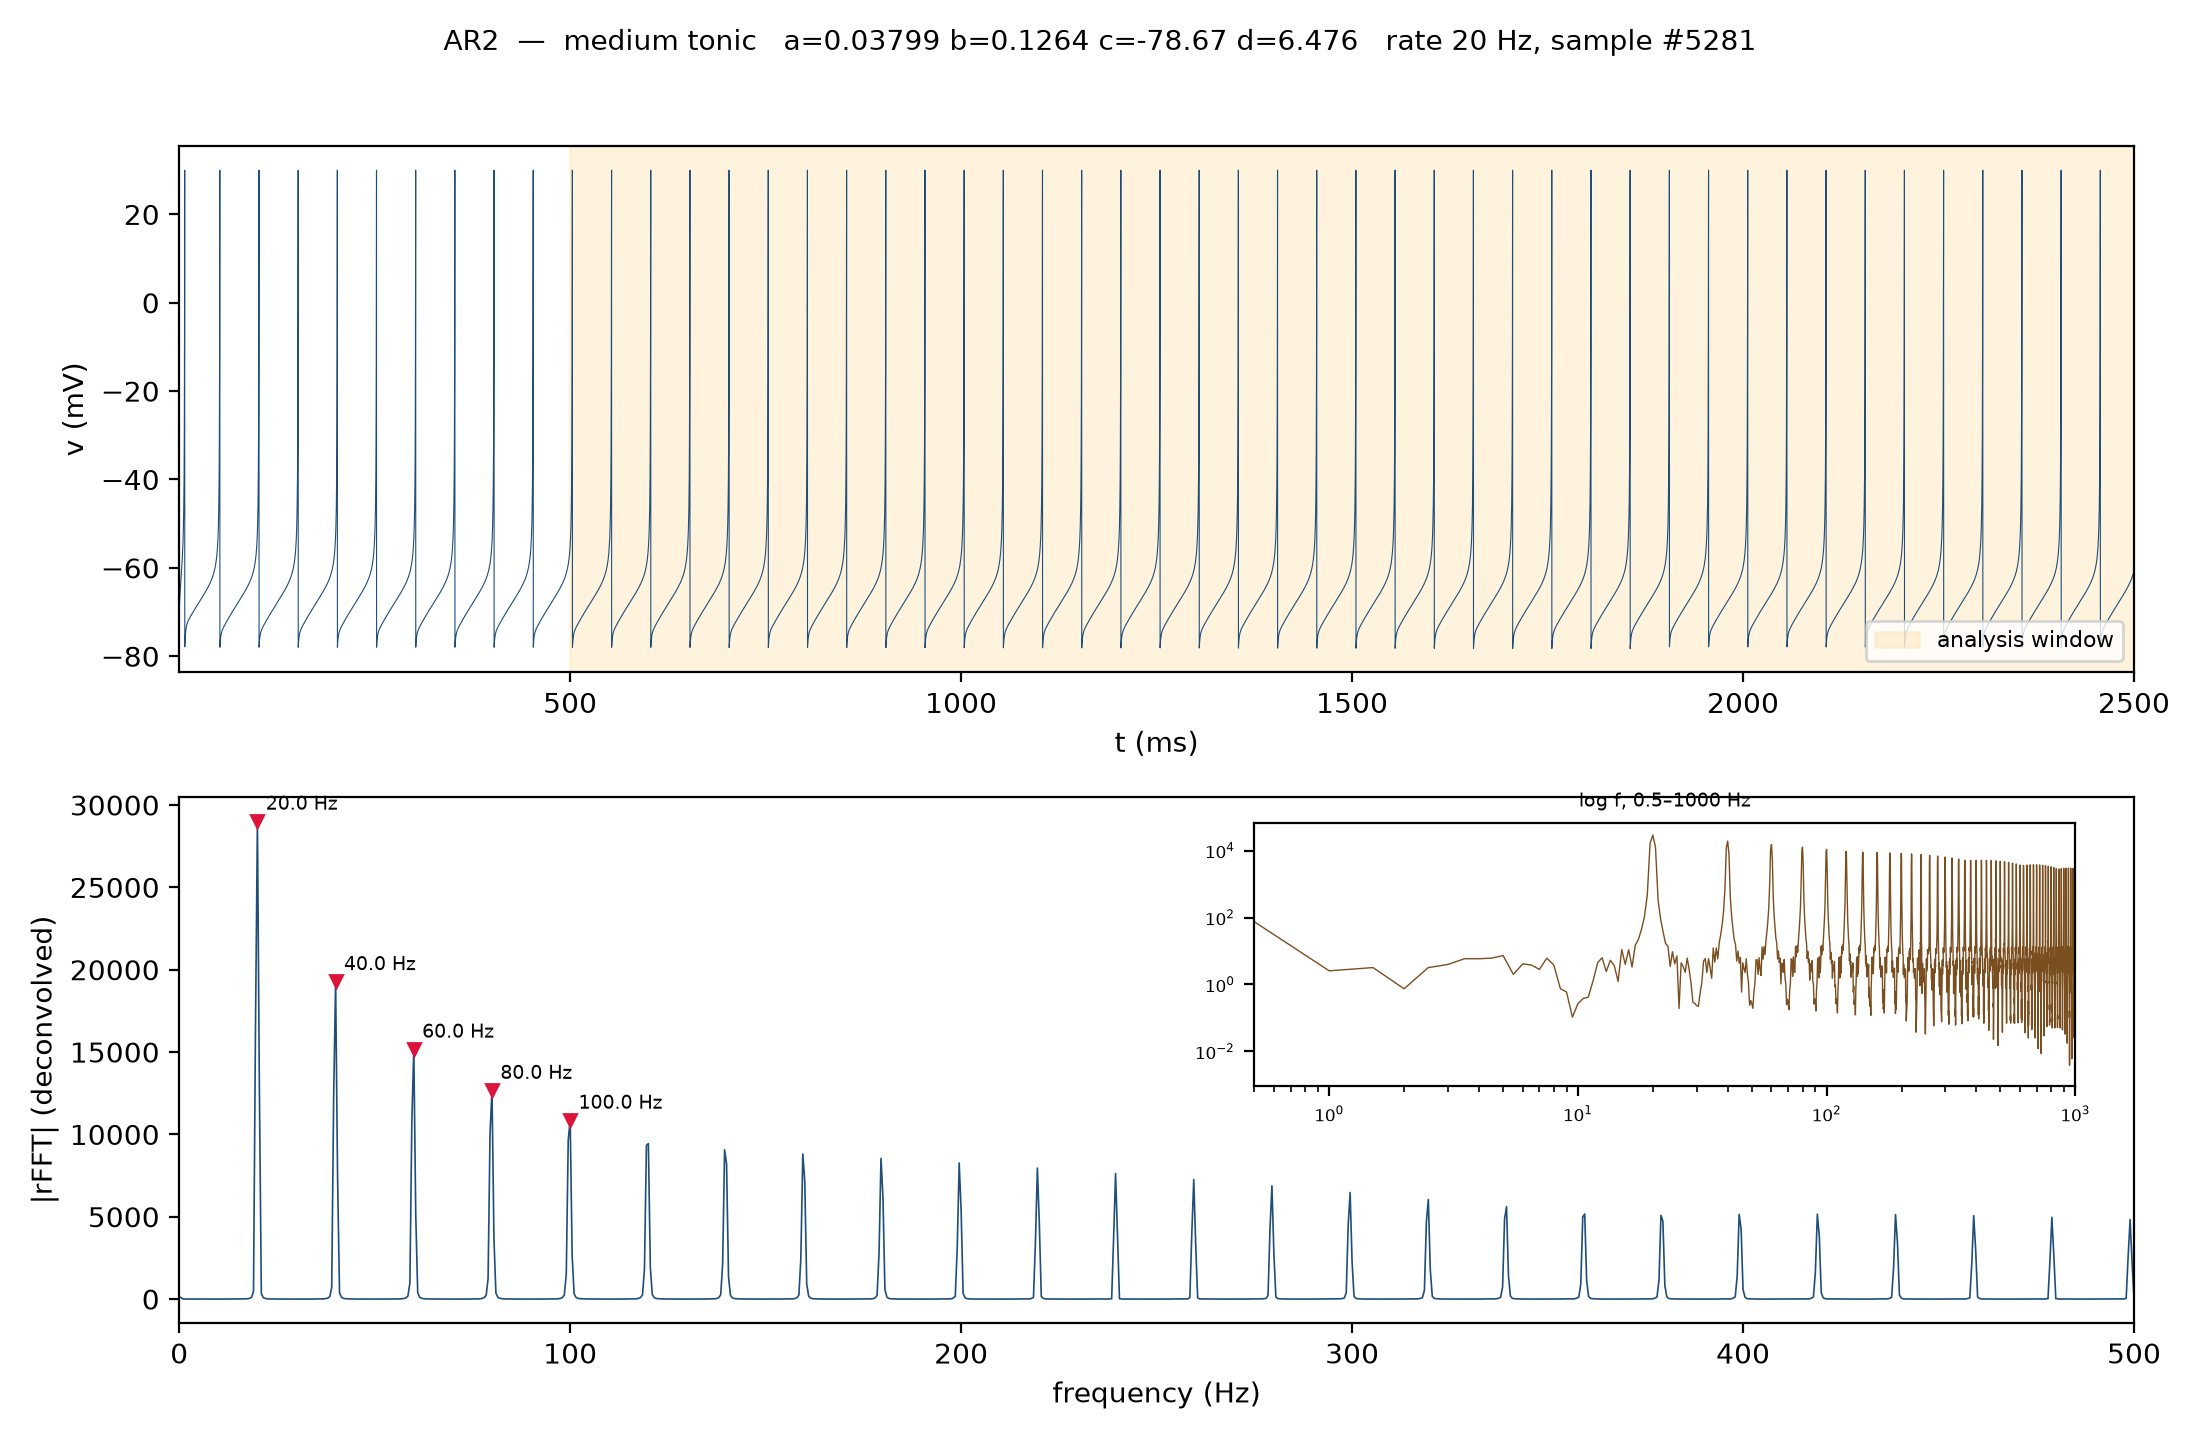 AR2 — medium tonic a=0.03799 b=0.1264 c=-78.67 d=6.476 rate 20 Hz, sample #5281
20
0
−20
−40
−60
−80
v (mV)
analysis window
500
1000
1500
2000
2500
t (ms)
30000
25000
20000
15000
10000
5000
0
|rFFT| (deconvolved)
20.0 Hz
40.0 Hz
60.0 Hz
80.0 Hz
100.0 Hz
log f, 0.5–1000 Hz
10⁴
10²
10⁰
10⁻²
10⁰
10¹
10²
10³
0
100
200
300
400
500
frequency (Hz)